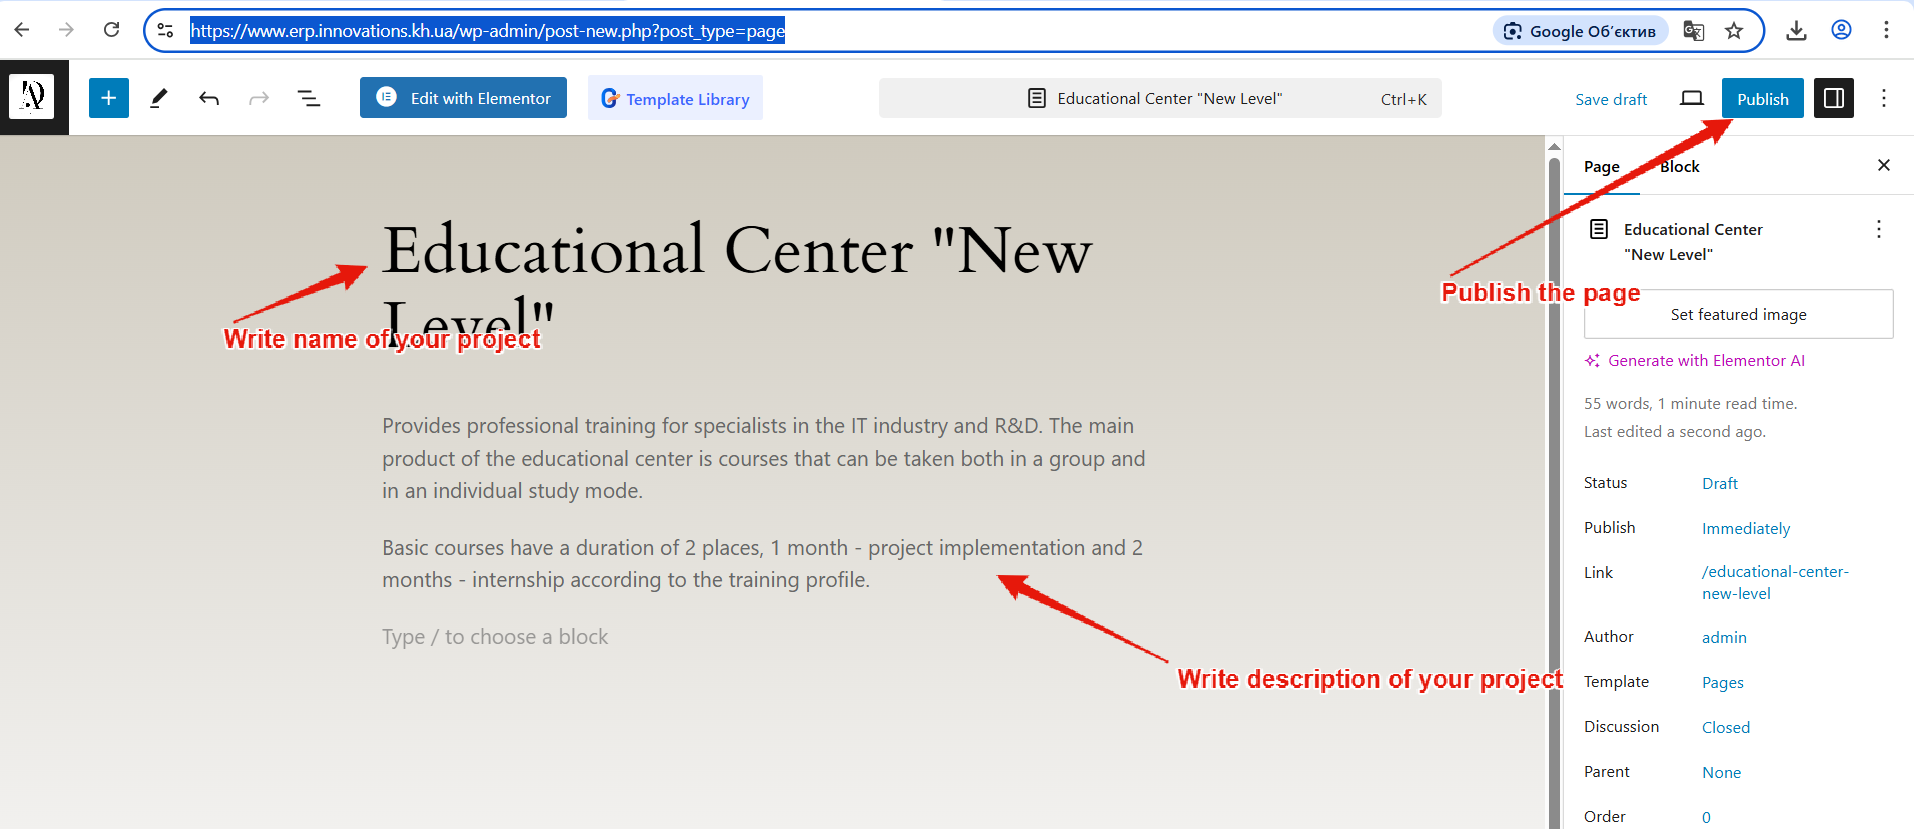 https://www.erp.innovations.kh.ua/wp-admin/post-new.php?post_type=page
Google Об’єктив
Edit with Elementor
Template Library
Educational Center "New Level"
Ctrl+K
Save draft
Publish
Page
Block
Educational Center "New
Level"
Write name of your project
Publish the page
Provides professional training for specialists in the IT industry and R&D. The main
product of the educational center is courses that can be taken both in a group and
in an individual study mode.
Basic courses have a duration of 2 places, 1 month - project implementation and 2
months - internship according to the training profile.
Type / to choose a block
Write description of your project
Educational Center
"New Level"
Set featured image
Generate with Elementor AI
55 words, 1 minute read time.
Last edited a second ago.
Status Draft
Publish Immediately
Link /educational-center-
new-level
Author admin
Template Pages
Discussion Closed
Parent None
Order 0